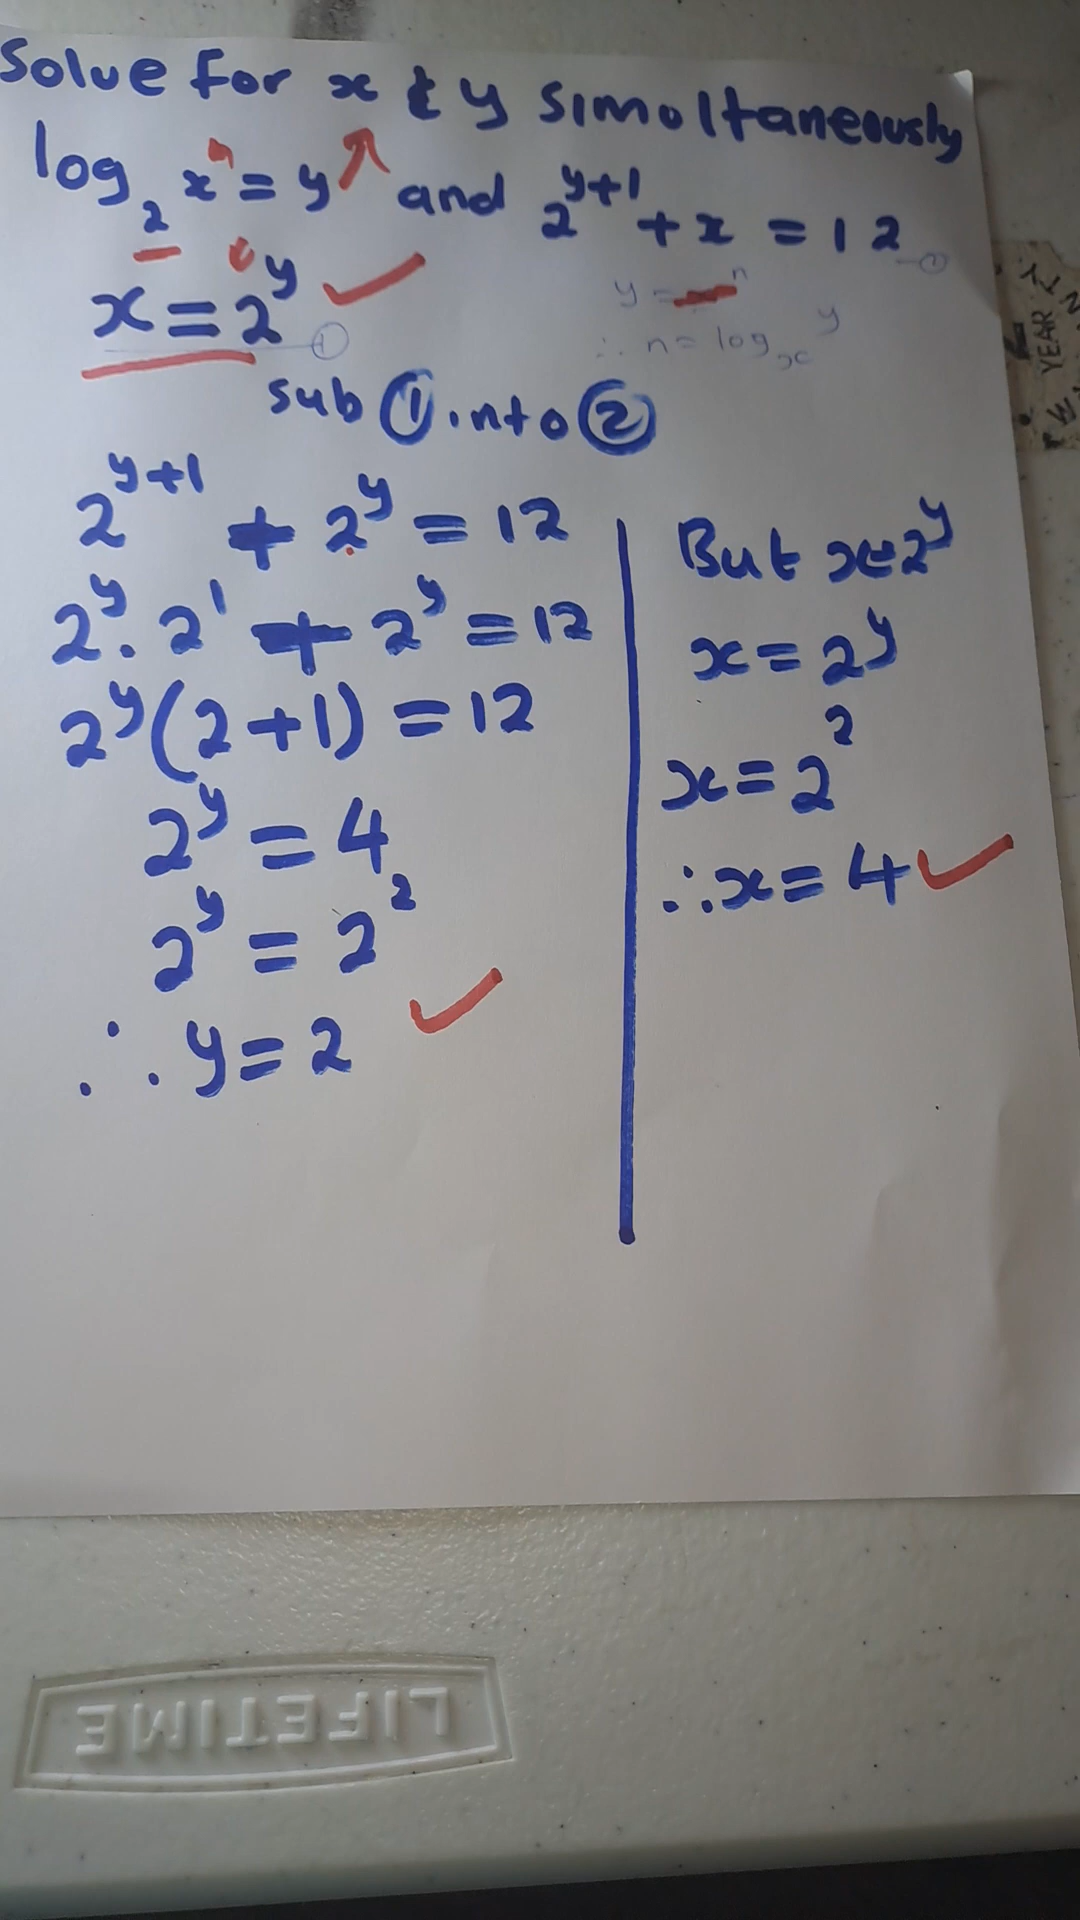 Solve for x & y simoltaneously
log₂ x = y and 2^(y+1) + x = 12
x = 2^y ①
y = x^n
∴ n = log_x y
sub ① into ②
2^(y+1) + 2^y = 12
2^y . 2^1 + 2^y = 12
2^y (2+1) = 12
2^y = 4
2^y = 2^2
∴ y = 2
But x = 2^y
x = 2^y
x = 2^2
∴ x = 4
YEAR 2
LIFETIME